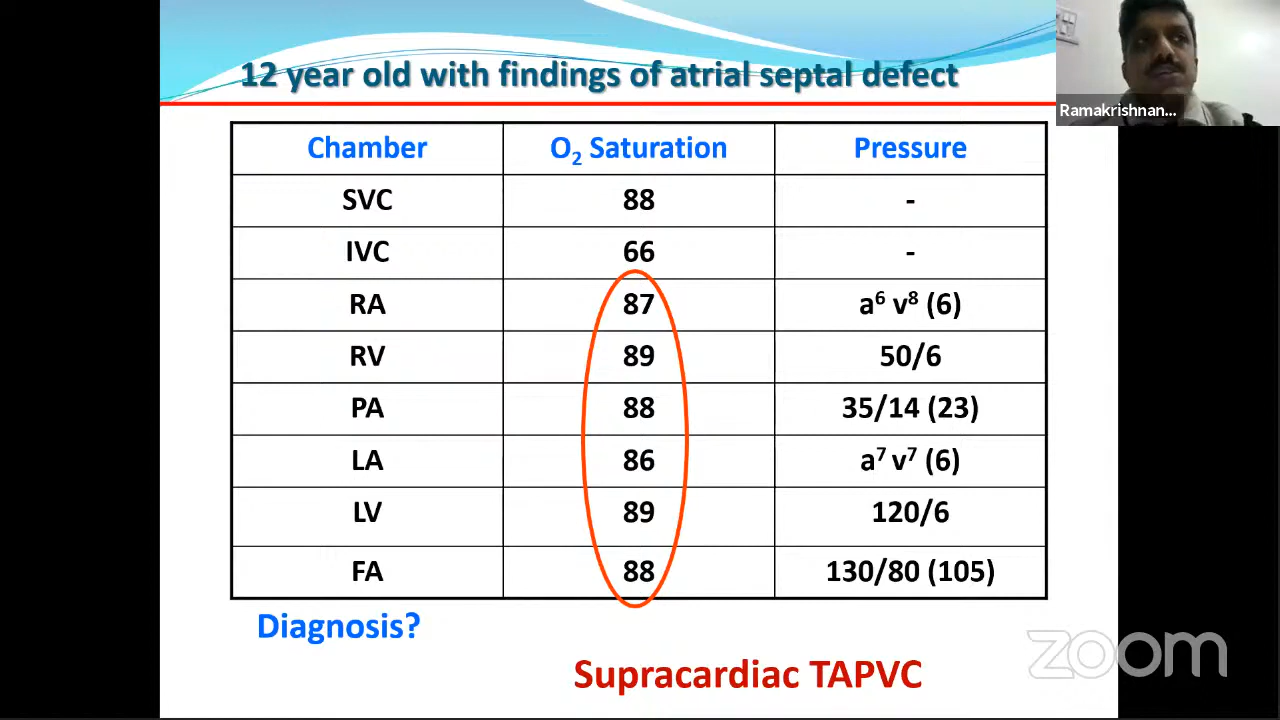 12 year old with findings of atrial septal defect
Ramakrishnan...
Chamber O₂ Saturation Pressure
SVC 88 -
IVC 66 -
RA 87 a⁶ v⁸ (6)
RV 89 50/6
PA 88 35/14 (23)
LA 86 a⁷ v⁷ (6)
LV 89 120/6
FA 88 130/80 (105)
Diagnosis?
Supracardiac TAPVC
zoom